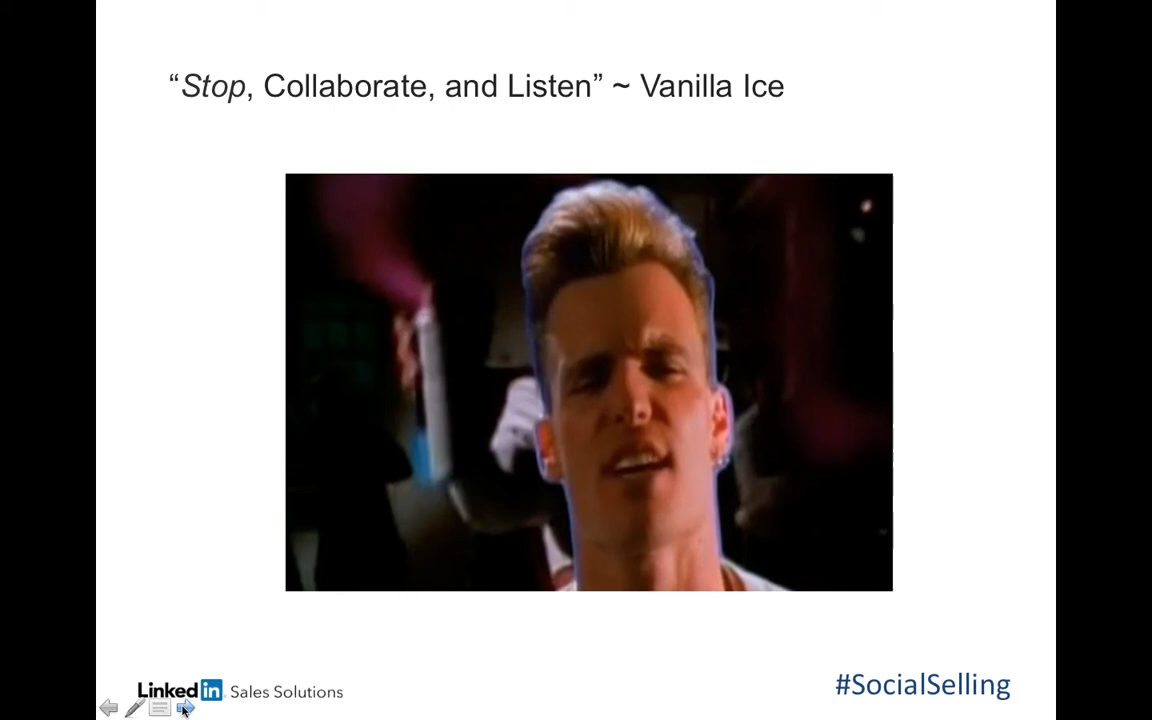 “Stop, Collaborate, and Listen” ~ Vanilla Ice
Linked in Sales Solutions
#SocialSelling